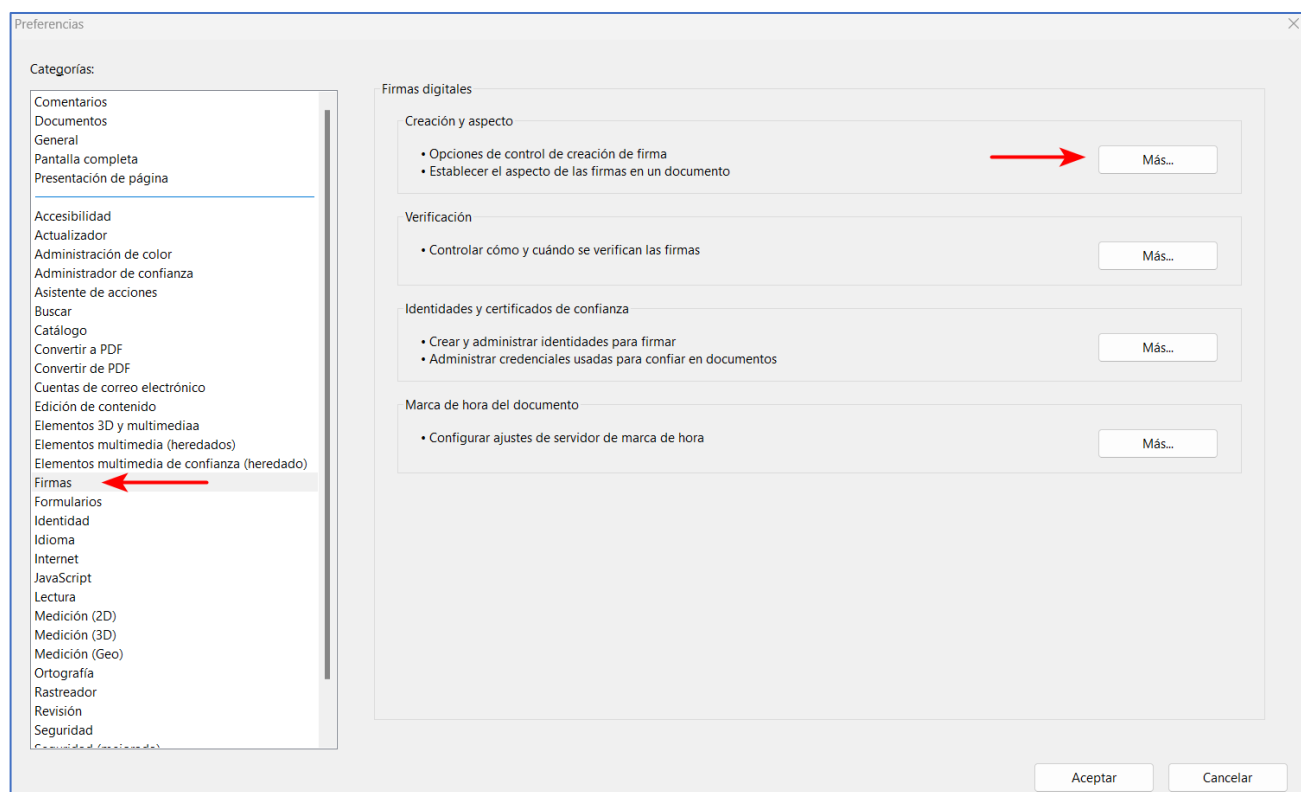 Preferencias
Categorías:
Comentarios
Documentos
General
Pantalla completa
Presentación de página
Accesibilidad
Actualizador
Administración de color
Administrador de confianza
Asistente de acciones
Buscar
Catálogo
Convertir a PDF
Convertir de PDF
Cuentas de correo electrónico
Edición de contenido
Elementos 3D y multimediaa
Elementos multimedia (heredados)
Elementos multimedia de confianza (heredado)
Firmas
Formularios
Identidad
Idioma
Internet
JavaScript
Lectura
Medición (2D)
Medición (3D)
Medición (Geo)
Ortografía
Rastreador
Revisión
Seguridad
Firmas digitales
Creación y aspecto
• Opciones de control de creación de firma
• Establecer el aspecto de las firmas en un documento
Más...
Verificación
• Controlar cómo y cuándo se verifican las firmas
Más...
Identidades y certificados de confianza
• Crear y administrar identidades para firmar
• Administrar credenciales usadas para confiar en documentos
Más...
Marca de hora del documento
• Configurar ajustes de servidor de marca de hora
Más...
Aceptar
Cancelar